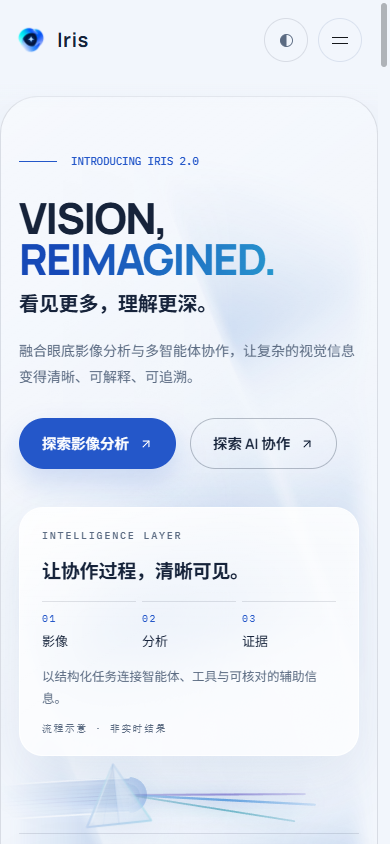 Iris
INTRODUCING IRIS 2.0
VISION,
REIMAGINED.
看见更多，理解更深。
融合眼底影像分析与多智能体协作，让复杂的视觉信息
变得清晰、可解释、可追溯。
探索影像分析
探索 AI 协作
INTELLIGENCE LAYER
让协作过程，清晰可见。
01 02 03
影像 分析 证据
以结构化任务连接智能体、工具与可核对的辅助信
息。
流程示意 · 非实时结果